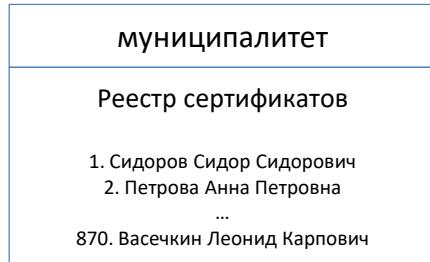 муниципалитет
Реестр сертификатов
1. Сидоров Сидор Сидорович
2. Петрова Анна Петровна
...
870. Васечкин Леонид Карпович